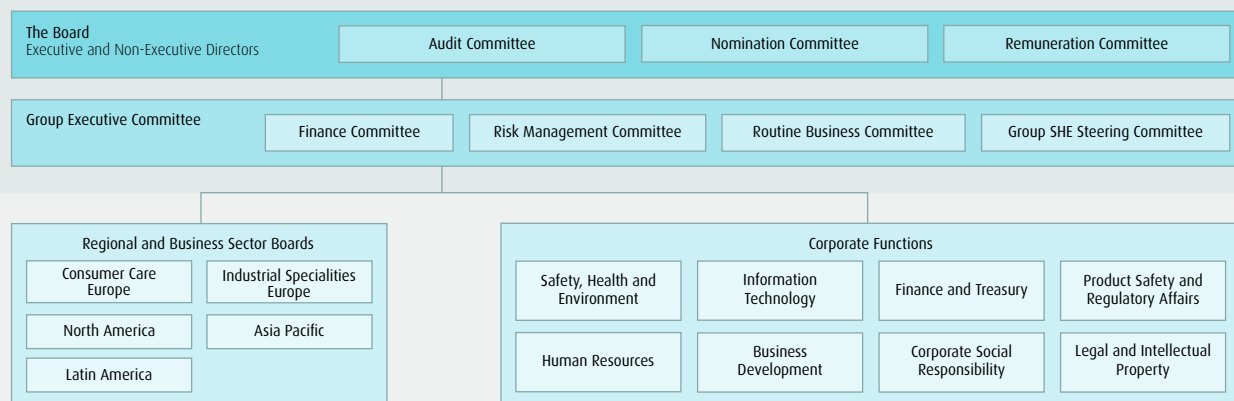 The Board
Executive and Non-Executive Directors
Audit Committee
Nomination Committee
Remuneration Committee
Group Executive Committee
Finance Committee
Risk Management Committee
Routine Business Committee
Group SHE Steering Committee
Regional and Business Sector Boards
Consumer Care
Europe
Industrial Specialities
Europe
North America
Asia Pacific
Latin America
Corporate Functions
Safety, Health and
Environment
Information
Technology
Finance and Treasury
Product Safety and
Regulatory Affairs
Human Resources
Business
Development
Corporate Social
Responsibility
Legal and Intellectual
Property